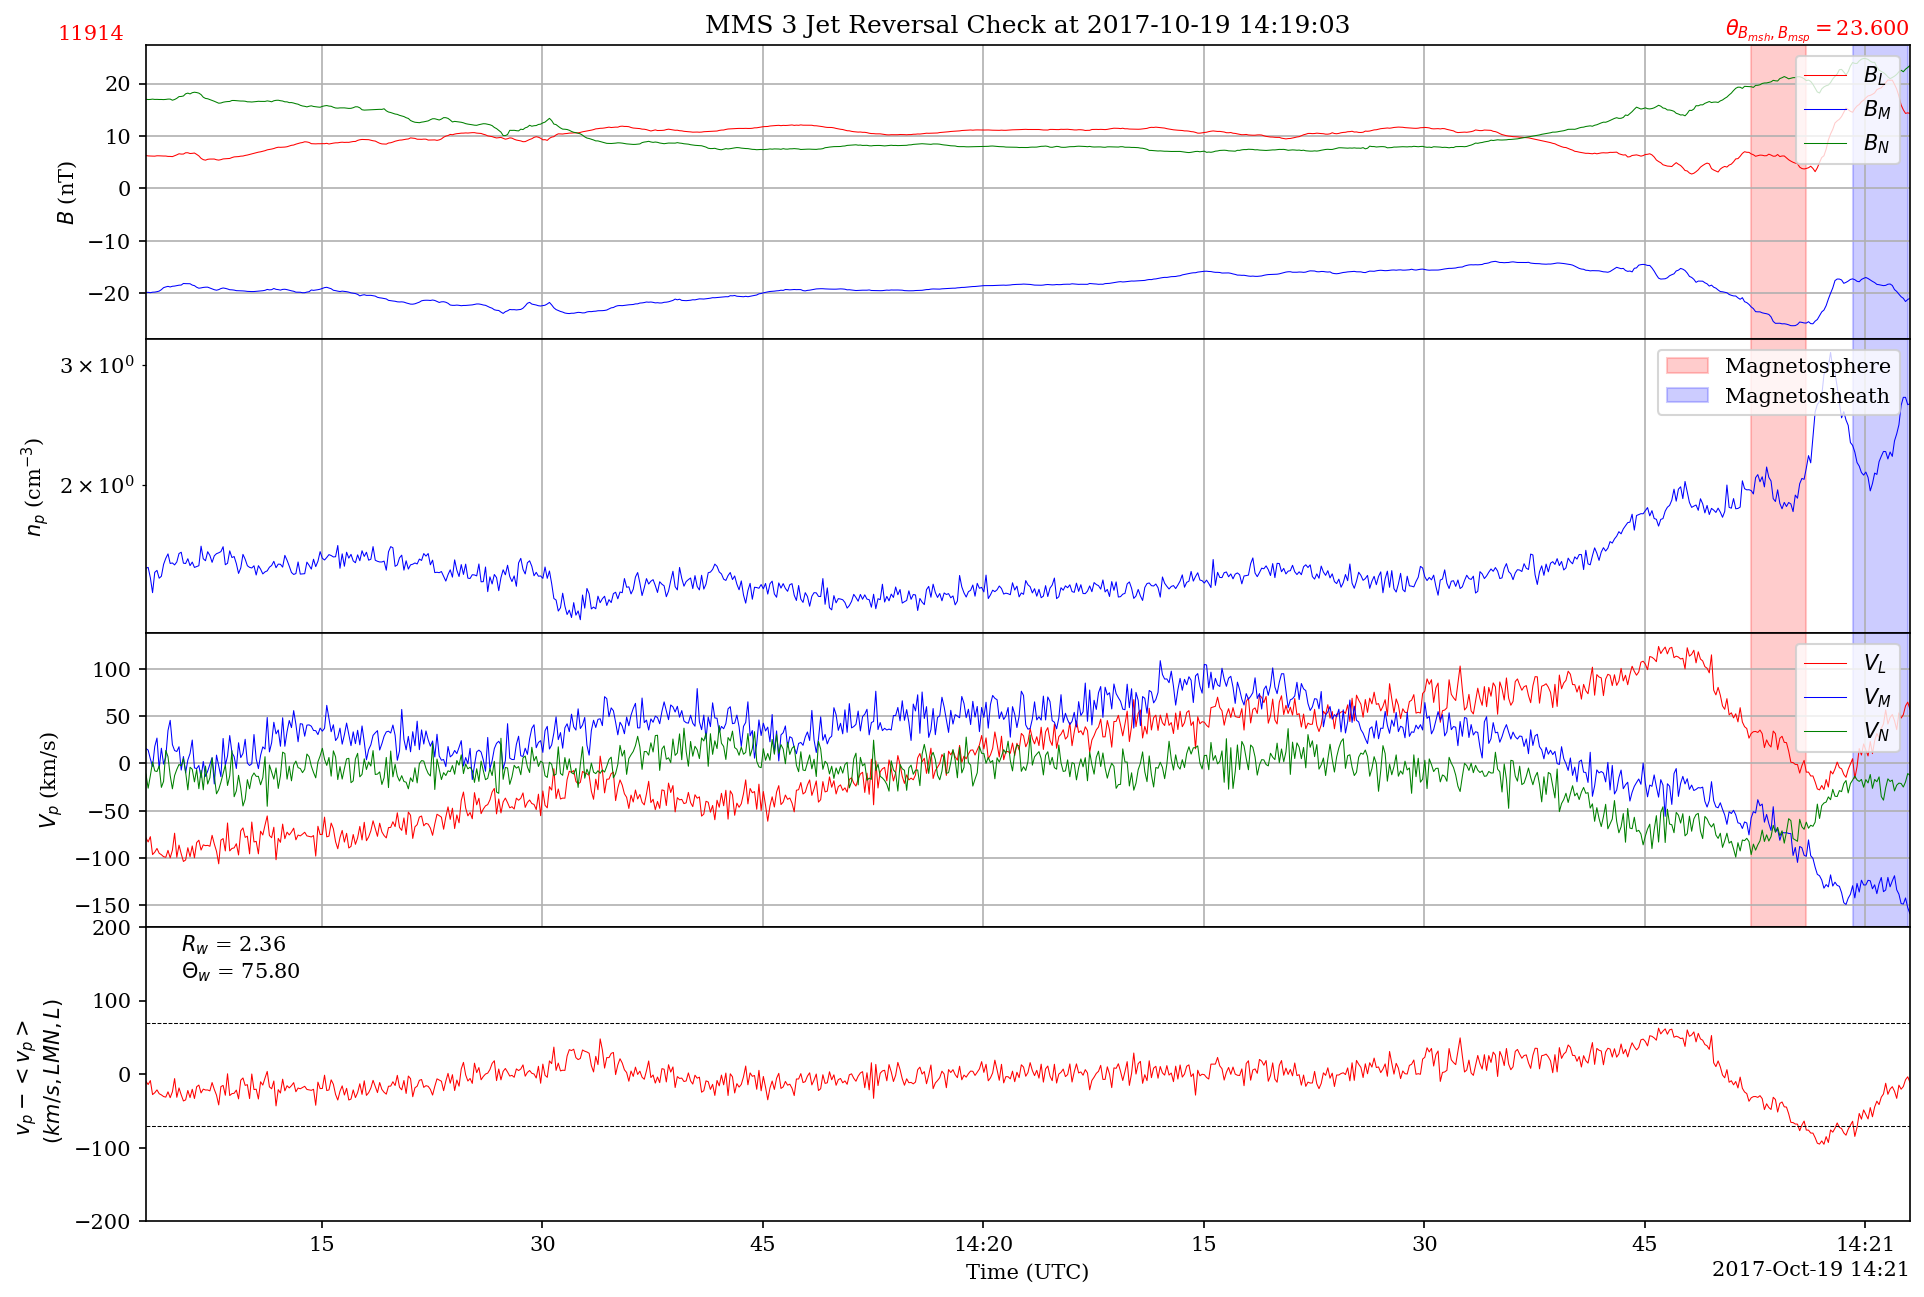 11914
MMS 3 Jet Reversal Check at 2017-10-19 14:19:03
θ_{B_{msh}, B_{msp}} = 23.600
20
10
0
−10
−20
B (nT)
B_L
B_M
B_N
3 × 10^0
2 × 10^0
n_p (cm^{−3})
Magnetosphere
Magnetosheath
100
50
0
−50
−100
−150
V_p (km/s)
V_L
V_M
V_N
200
100
0
−100
−200
v_p − < v_p >
(km/s, LMN, L)
R_w = 2.36
Θ_w = 75.80
15
30
45
14:20
15
30
45
14:21
Time (UTC)
2017-Oct-19 14:21